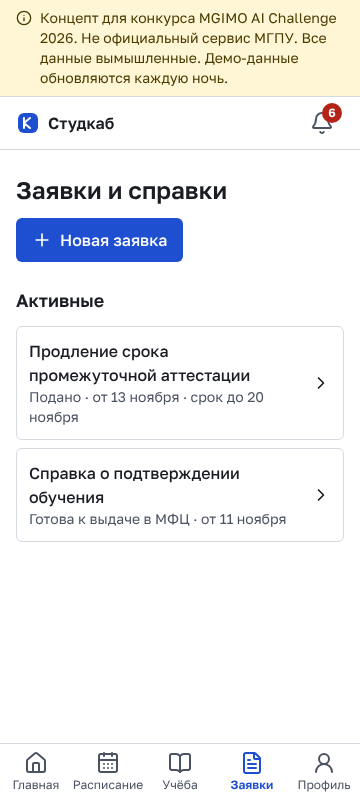 Концепт для конкурса MGIMO AI Challenge
2026. Не официальный сервис МГПУ. Все
данные вымышленные. Демо-данные
обновляются каждую ночь.
Студкаб
6
Заявки и справки
Новая заявка
Активные
Продление срока
промежуточной аттестации
Подано · от 13 ноября · срок до 20
ноября
Справка о подтверждении
обучения
Готова к выдаче в МФЦ · от 11 ноября
Главная
Расписание
Учёба
Заявки
Профиль